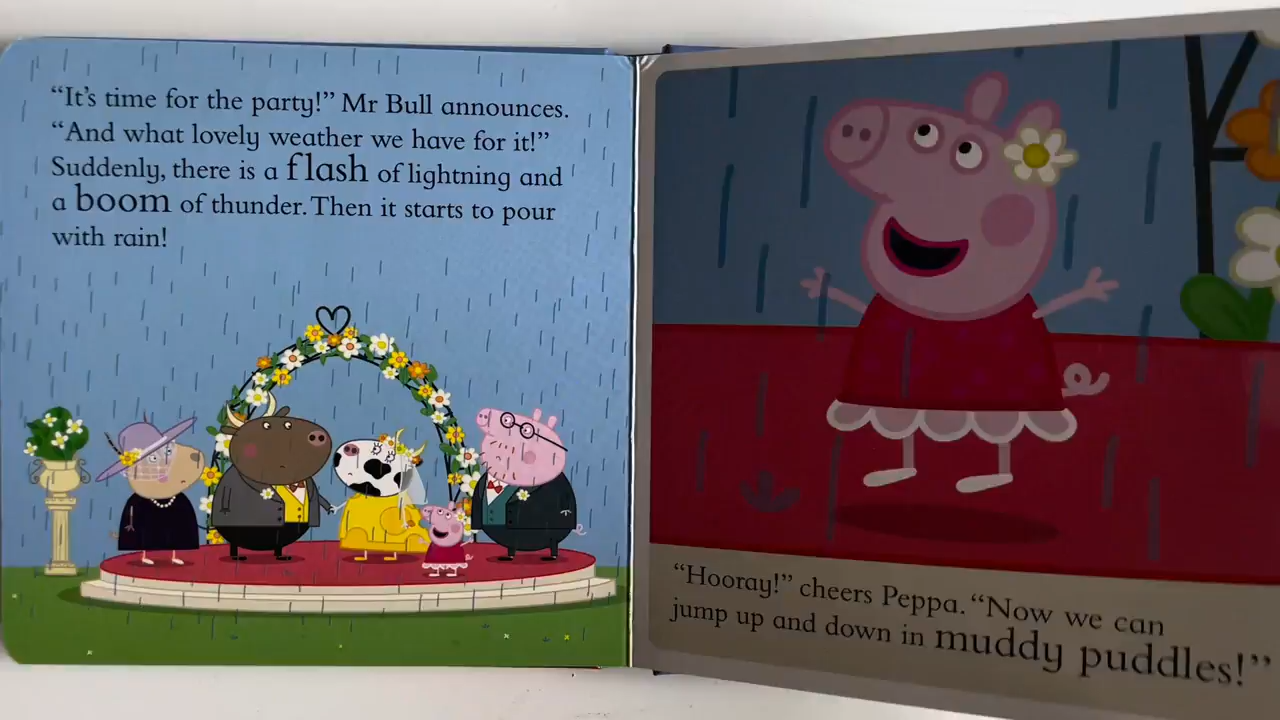 “It’s time for the party!” Mr Bull announces.
“And what lovely weather we have for it!”
Suddenly, there is a flash of lightning and
a boom of thunder. Then it starts to pour
with rain!
“Hooray!” cheers Peppa. “Now we can
jump up and down in muddy puddles!”